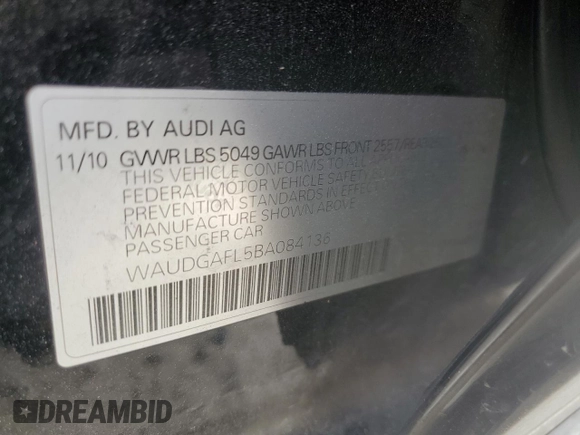 MFD. BY AUDI AG
11/10 GVWR LBS 5049 GAWR LBS FRONT
THIS VEHICLE CONFORMS TO ALL
FEDERAL MOTOR VEHICLE SAFETY
PREVENTION STANDARDS IN EFFECT
MANUFACTURE SHOWN ABOVE
PASSENGER CAR
WAUDGAFL5BA084136
DREAMBID